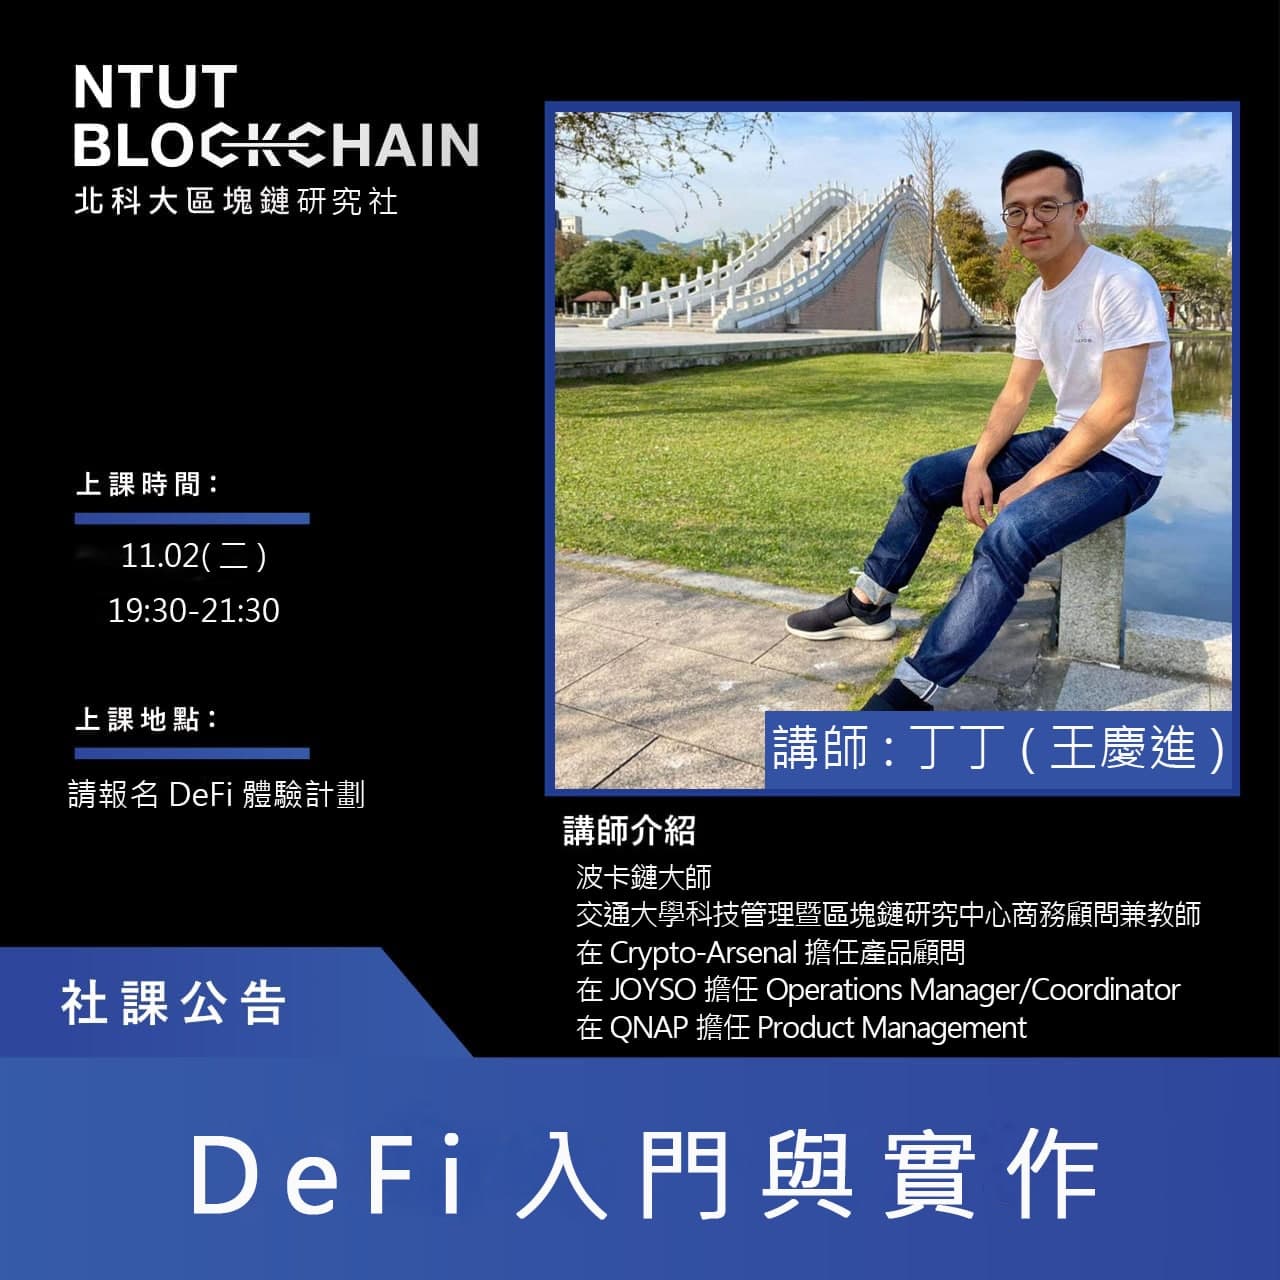 NTUT
BLOCKCHAIN
北科大區塊鏈研究社
上課時間：
11.02(二)
19:30-21:30
上課地點：
請報名 DeFi 體驗計劃
講師 : 丁丁 ( 王慶進 )
講師介紹
波卡鏈大師
交通大學科技管理暨區塊鏈研究中心商務顧問兼教師
在 Crypto-Arsenal 擔任產品顧問
在 JOYSO 擔任 Operations Manager/Coordinator
在 QNAP 擔任 Product Management
社課公告
DeFi 入門與實作